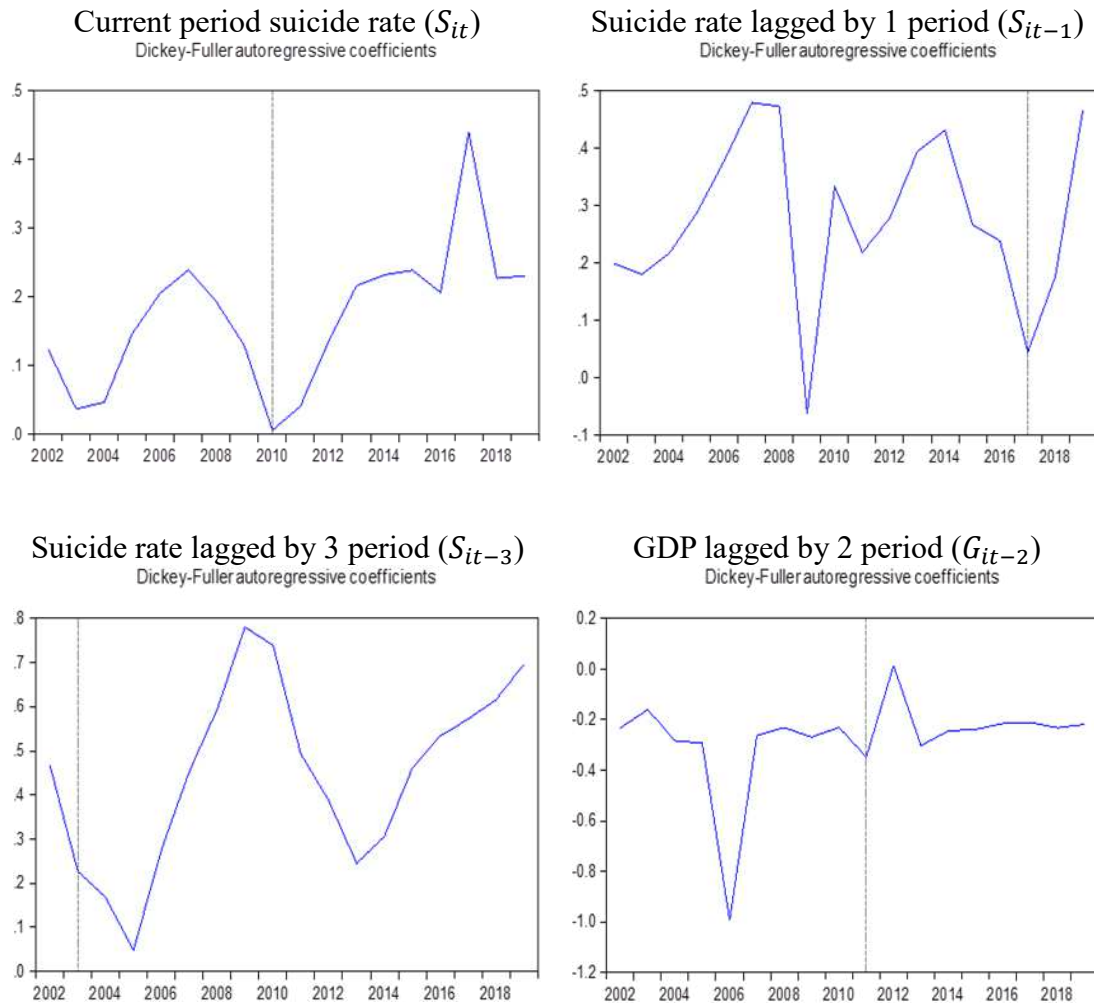 Current period suicide rate (𝑆𝑖𝑡)
Dickey-Fuller autoregressive coefficients
.5
.4
.3
.2
.1
.0
2002 2004 2006 2008 2010 2012 2014 2016 2018
Suicide rate lagged by 1 period (𝑆𝑖𝑡−1)
Dickey-Fuller autoregressive coefficients
.5
.4
.3
.2
.1
.0
-.1
2002 2004 2006 2008 2010 2012 2014 2016 2018
Suicide rate lagged by 3 period (𝑆𝑖𝑡−3)
Dickey-Fuller autoregressive coefficients
.8
.7
.6
.5
.4
.3
.2
.1
.0
2002 2004 2006 2008 2010 2012 2014 2016 2018
GDP lagged by 2 period (𝐺𝑖𝑡−2)
Dickey-Fuller autoregressive coefficients
0.2
0.0
-0.2
-0.4
-0.6
-0.8
-1.0
-1.2
2002 2004 2006 2008 2010 2012 2014 2016 2018